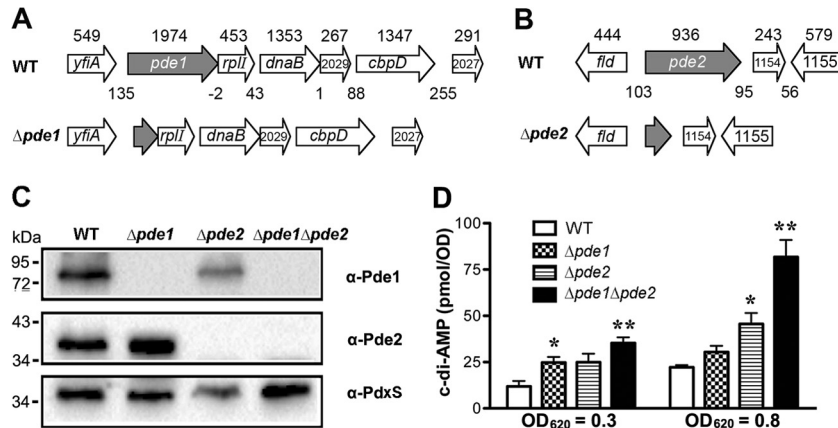 A
549 1974 453 1353 267 1347 291
WT yfiA pde1 rplI dnaB 2029 cbpD 2027
135 -2 43 1 88 255
Δpde1 yfiA rplI dnaB 2029 cbpD 2027
B
444 936 243 579
WT fld pde2 1154 1155
103 95 56
Δpde2 fld 1154 1155
C
kDa WT Δpde1 Δpde2 Δpde1Δpde2
95
72
α-Pde1
43
34
α-Pde2
34
α-PdxS
D
c-di-AMP (pmol/OD)
100
75
50
25
0
WT
Δpde1
Δpde2
Δpde1Δpde2
* ** * **
OD620 = 0.3 OD620 = 0.8